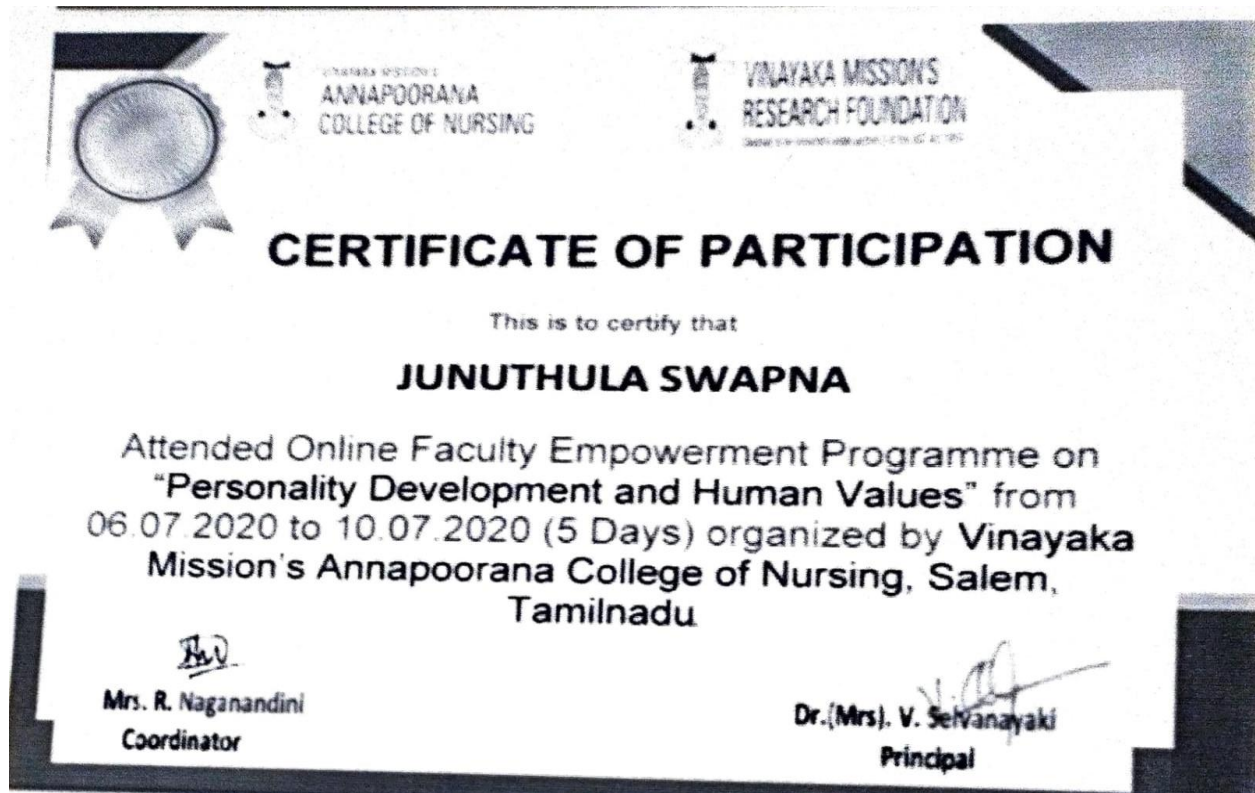 VINAYAKA MISSION'S
ANNAPOORANA
COLLEGE OF NURSING
VINAYAKA MISSION'S
RESEARCH FOUNDATION
CERTIFICATE OF PARTICIPATION
This is to certify that
JUNUTHULA SWAPNA
Attended Online Faculty Empowerment Programme on
"Personality Development and Human Values" from
06.07.2020 to 10.07.2020 (5 Days) organized by Vinayaka
Mission's Annapoorana College of Nursing, Salem,
Tamilnadu
Mrs. R. Naganandini
Coordinator
Dr.(Mrs). V. Selvanayaki
Principal